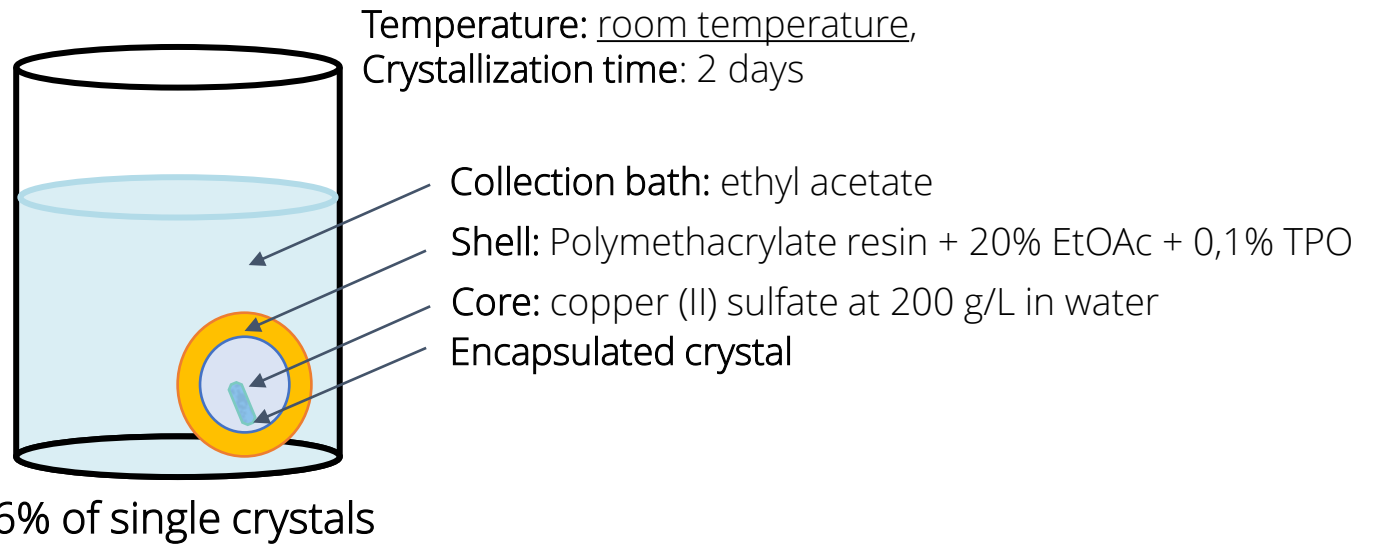 Temperature: room temperature,
Crystallization time: 2 days
Collection bath: ethyl acetate
Shell: Polymethacrylate resin + 20% EtOAc + 0,1% TPO
Core: copper (II) sulfate at 200 g/L in water
Encapsulated crystal
6% of single crystals